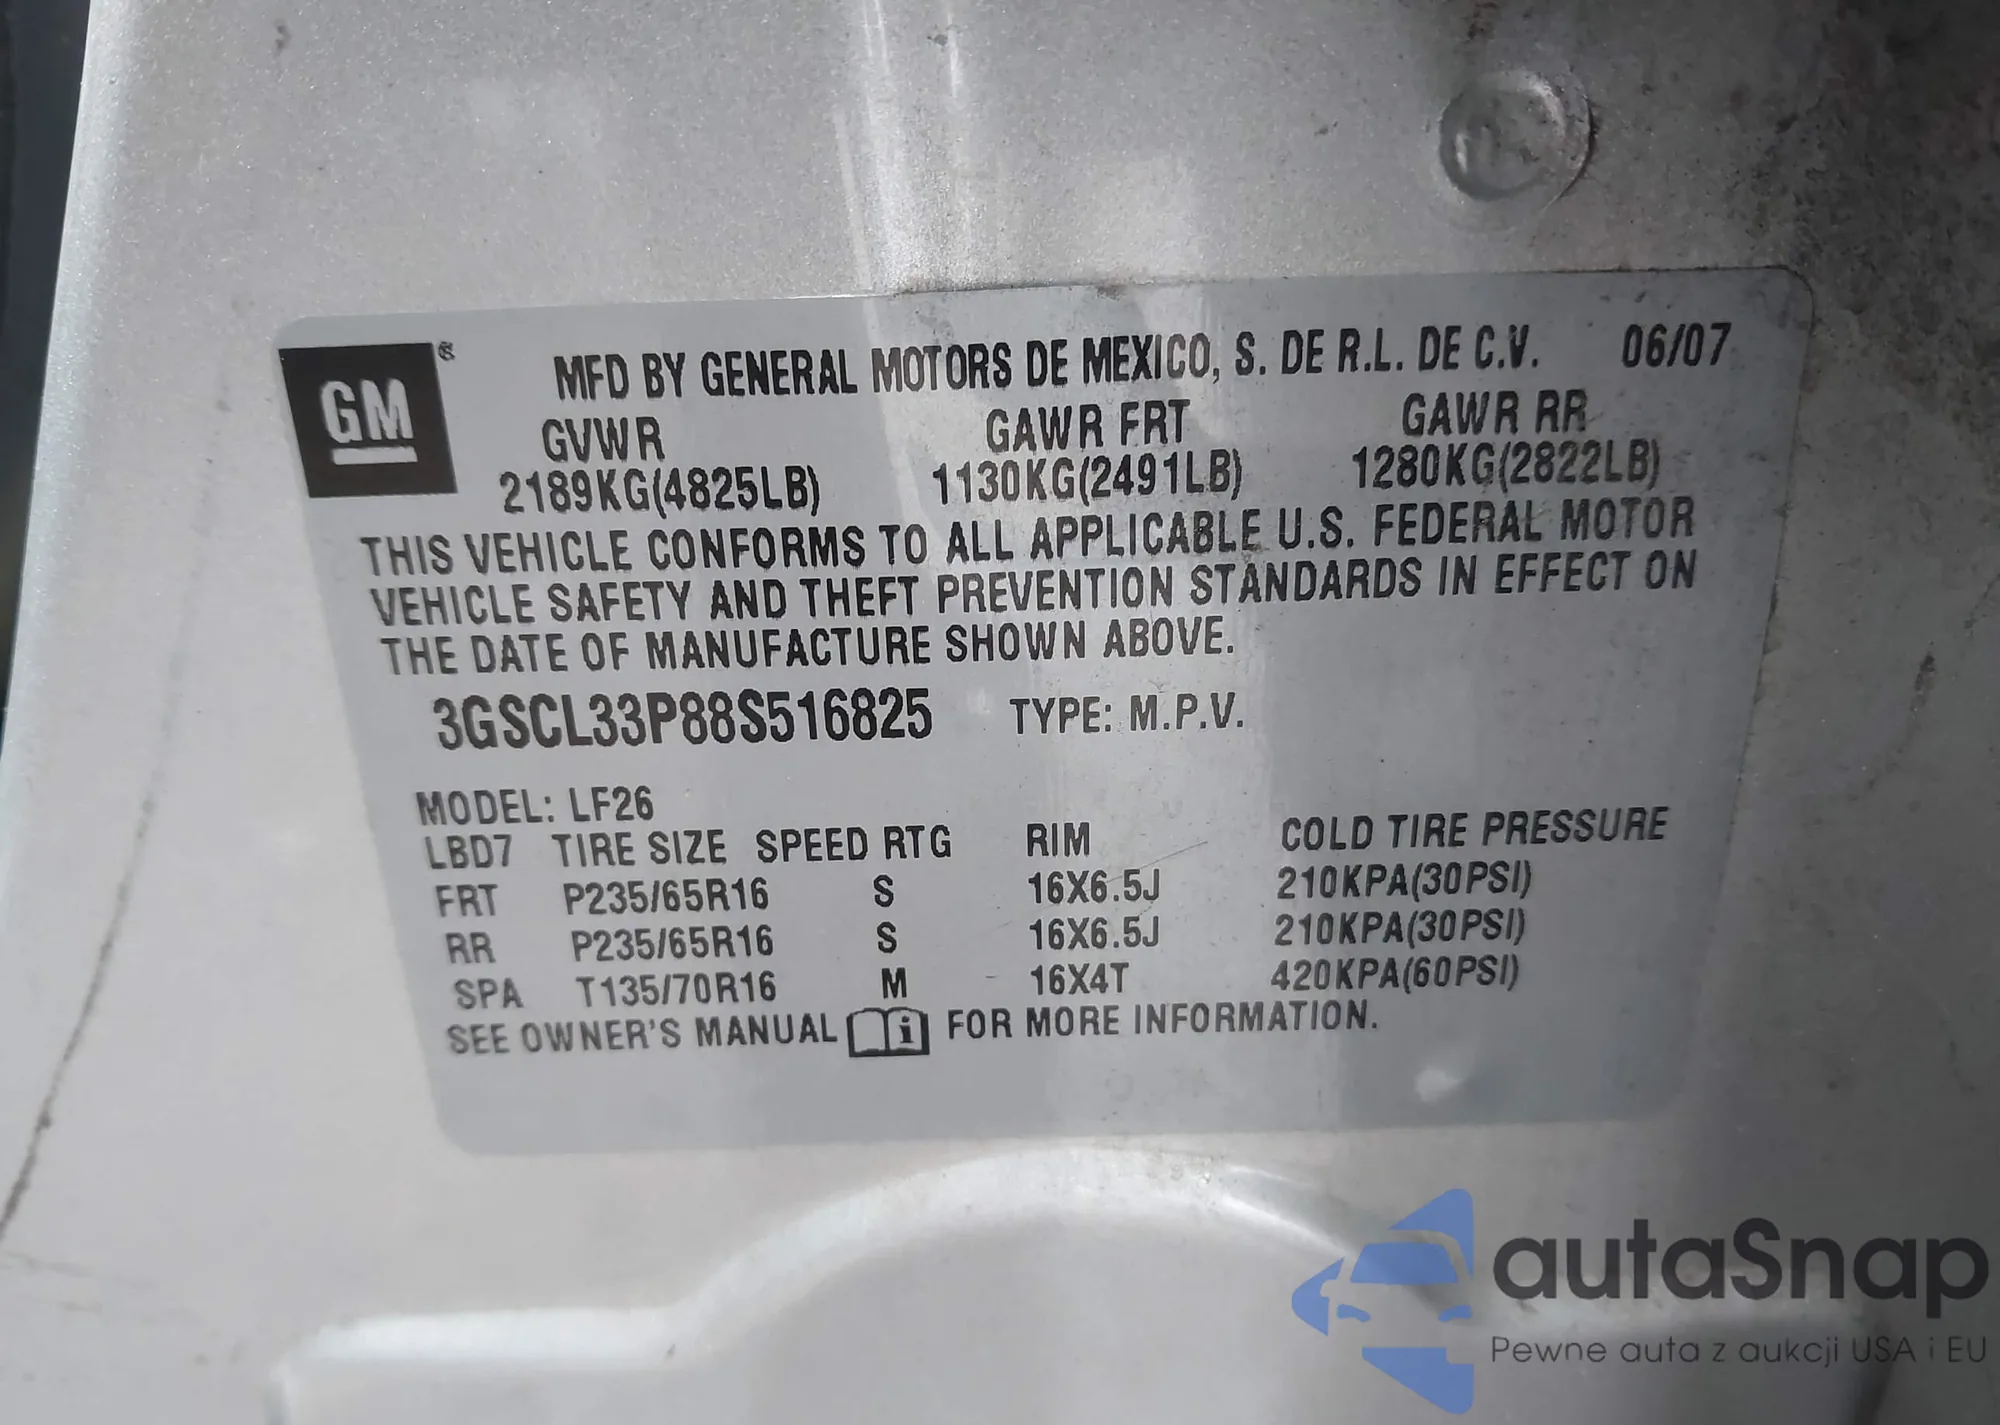 GM ® MFD BY GENERAL MOTORS DE MEXICO, S. DE R.L. DE C.V. 06/07
GVWR GAWR FRT GAWR RR
2189KG(4825LB) 1130KG(2491LB) 1280KG(2822LB)
THIS VEHICLE CONFORMS TO ALL APPLICABLE U.S. FEDERAL MOTOR
VEHICLE SAFETY AND THEFT PREVENTION STANDARDS IN EFFECT ON
THE DATE OF MANUFACTURE SHOWN ABOVE.
3GSCL33P88S516825 TYPE: M.P.V.
MODEL: LF26
LBD7 TIRE SIZE SPEED RTG RIM COLD TIRE PRESSURE
FRT P235/65R16 S 16X6.5J 210KPA(30PSI)
RR P235/65R16 S 16X6.5J 210KPA(30PSI)
SPA T135/70R16 M 16X4T 420KPA(60PSI)
SEE OWNER'S MANUAL i FOR MORE INFORMATION.
autaSnap
Pewne auta z aukcji USA i EU